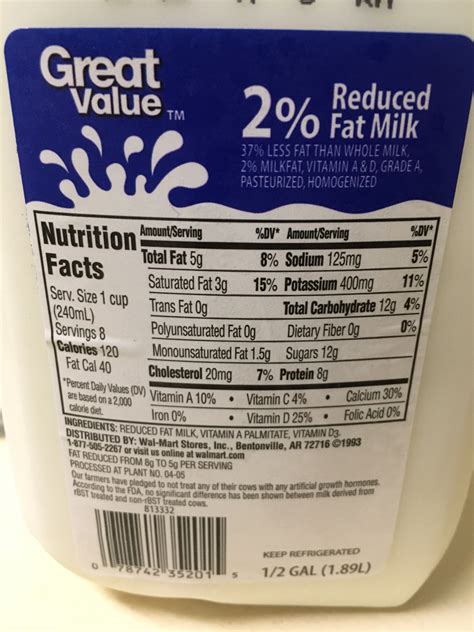 Great
Value TM
2% Reduced
Fat Milk
37% LESS FAT THAN WHOLE MILK,
2% MILKFAT, VITAMIN A & D, GRADE A,
PASTEURIZED, HOMOGENIZED
Nutrition
Facts
Serv. Size 1 cup
(240mL)
Servings 8
Calories 120
Fat Cal 40
*Percent Daily Values (DV)
are based on a 2,000
calorie diet.
Amount/Serving %DV* Amount/Serving %DV*
Total Fat 5g 8% Sodium 125mg 5%
Saturated Fat 3g 15% Potassium 400mg 11%
Trans Fat 0g Total Carbohydrate 12g 4%
Polyunsaturated Fat 0g Dietary Fiber 0g 0%
Monounsaturated Fat 1.5g Sugars 12g
Cholesterol 20mg 7% Protein 8g
Vitamin A 10% • Vitamin C 4% • Calcium 30%
Iron 0% • Vitamin D 25% • Folic Acid 0%
INGREDIENTS: REDUCED FAT MILK, VITAMIN A PALMITATE, VITAMIN D3.
DISTRIBUTED BY: Wal-Mart Stores, Inc., Bentonville, AR 72716 ©1993
1-877-505-2267 or visit us online at walmart.com
FAT REDUCED FROM 8g TO 5g PER SERVING
PROCESSED AT PLANT NO. 04-05
Our farmers have pledged to not treat any of their cows with any artificial growth hormones.
According to the FDA, no significant difference has been shown between milk derived from
rBST treated and non-rBST treated cows.
813332
0 78742 35201 5
KEEP REFRIGERATED
1/2 GAL (1.89L)